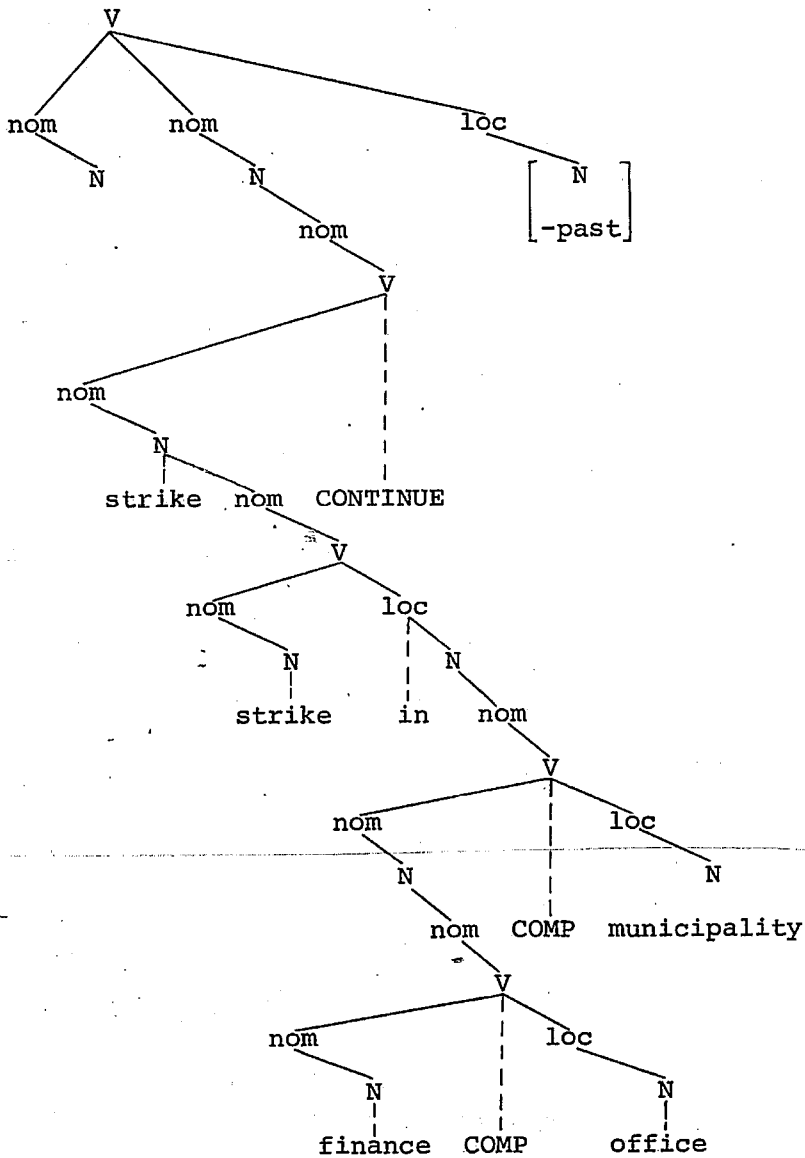 V
nom nom loc
N N N
nom [-past]
V
nom
N
strike nom CONTINUE
V
nom loc
N N
strike in nom
V
nom loc
N N
nom COMP municipality
V
nom loc
N N
finance COMP office